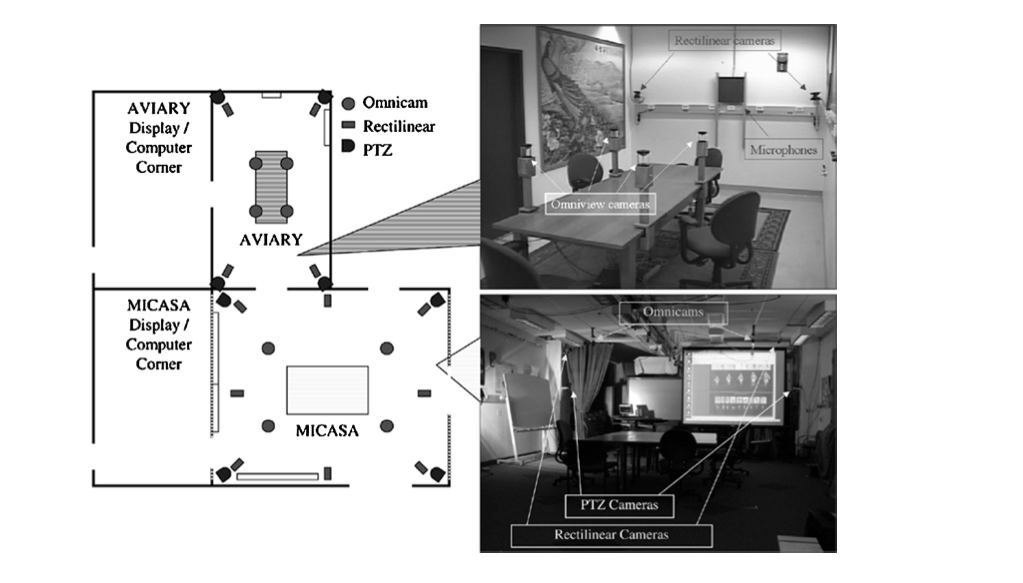 AVIARY
Display /
Computer
Corner
Omnicam
Rectilinear
PTZ
AVIARY
MICASA
Display /
Computer
Corner
MICASA
Rectilinear cameras
Microphones
Omniview cameras
Omnicams
PTZ Cameras
Rectilinear Cameras